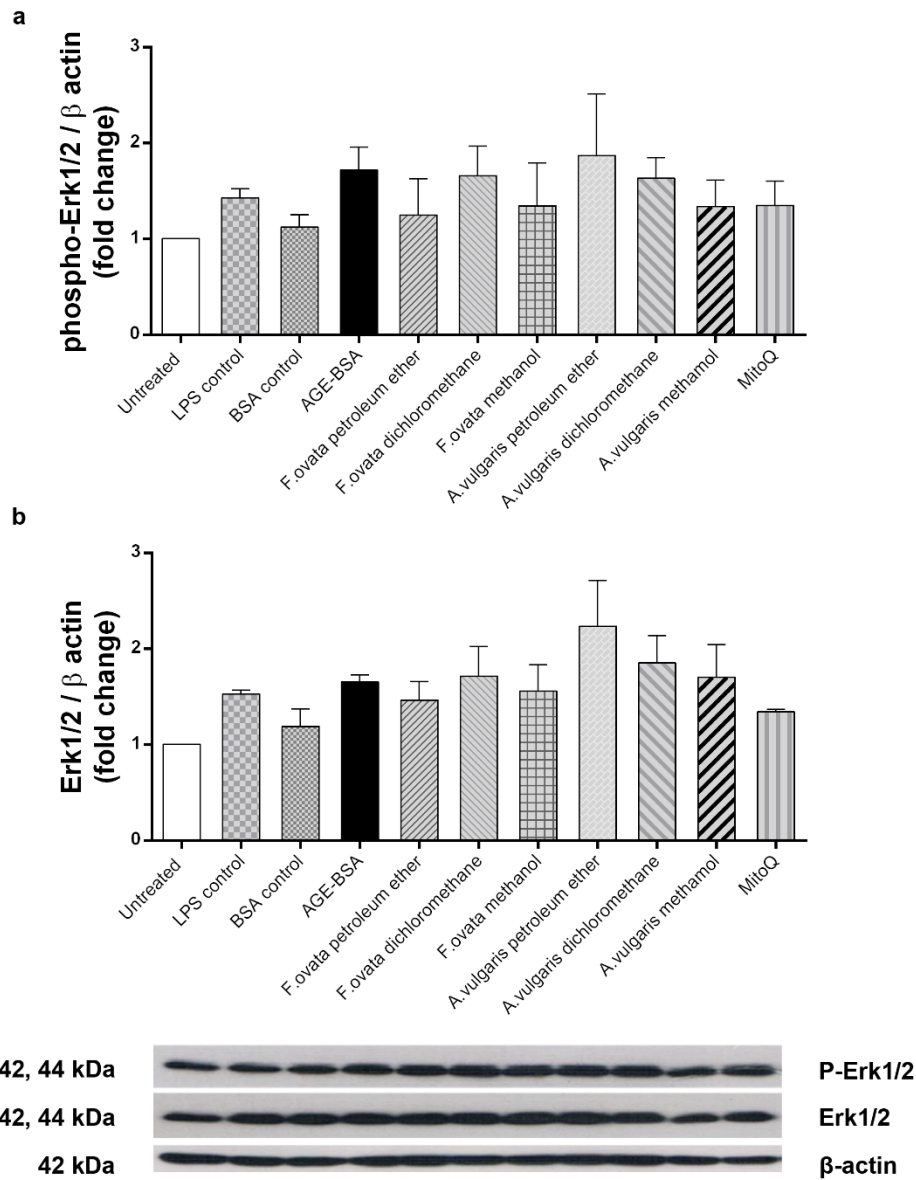 a
phospho-Erk1/2 / β actin
(fold change)
3
2
1
0
Untreated
LPS control
BSA control
AGE-BSA
F.ovata petroleum ether
F.ovata dichloromethane
F.ovata methanol
A.vulgaris petroleum ether
A.vulgaris dichloromethane
A.vulgaris methamol
MitoQ
b
Erk1/2 / β actin
(fold change)
3
2
1
0
Untreated
LPS control
BSA control
AGE-BSA
F.ovata petroleum ether
F.ovata dichloromethane
F.ovata methanol
A.vulgaris petroleum ether
A.vulgaris dichloromethane
A.vulgaris methamol
MitoQ
42, 44 kDa P-Erk1/2
42, 44 kDa Erk1/2
42 kDa β-actin